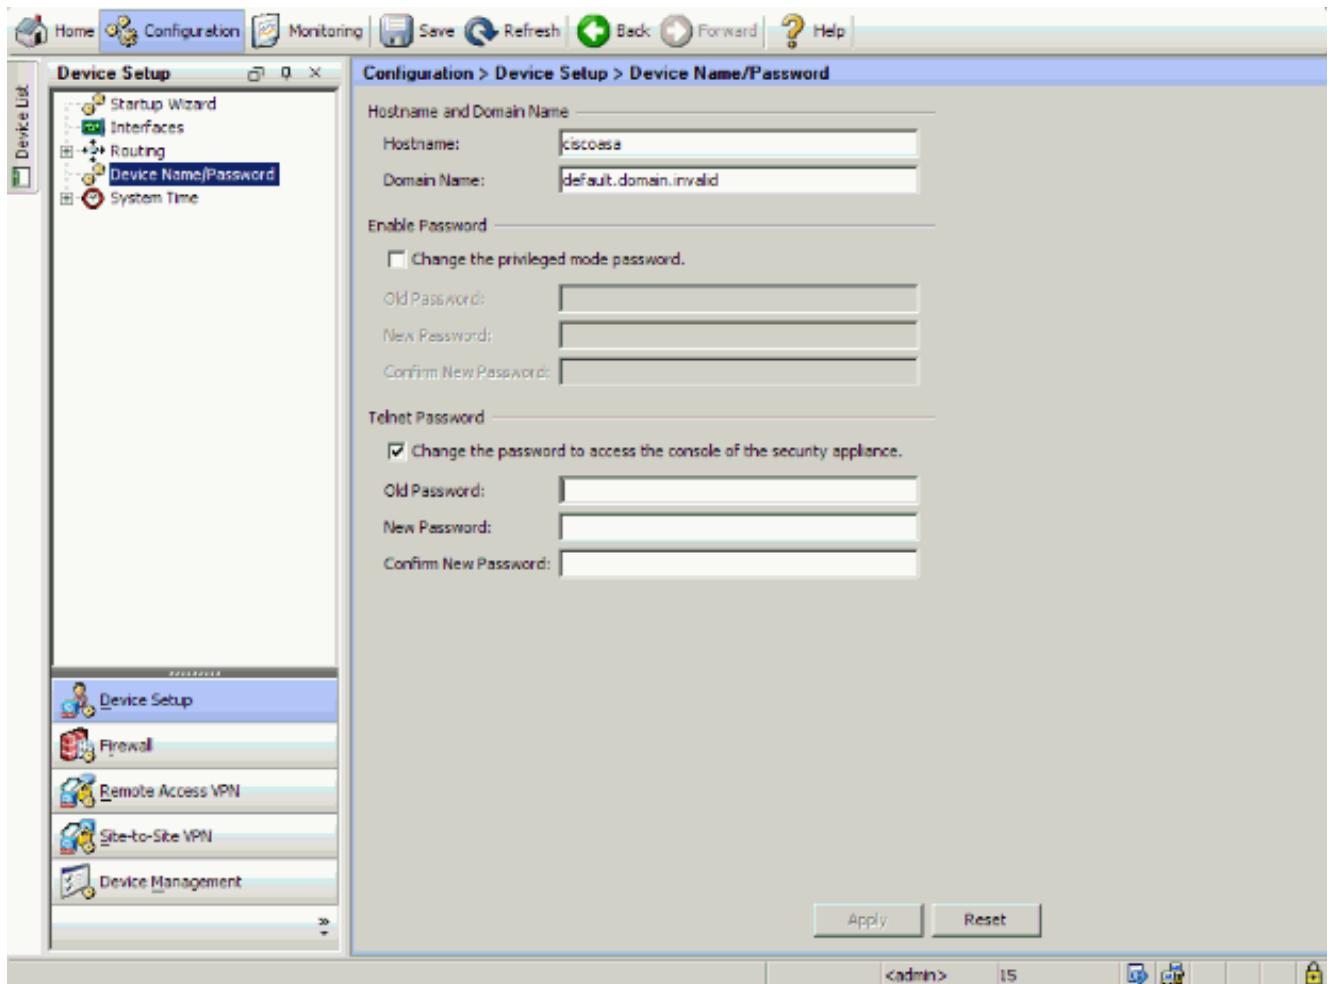 Home Configuration Monitoring Save Refresh Back Forward Help
Device List
Device Setup
Startup Wizard
Interfaces
Routing
Device Name/Password
System Time
Device Setup
Firewall
Remote Access VPN
Site-to-Site VPN
Device Management
Configuration > Device Setup > Device Name/Password
Hostname and Domain Name
Hostname: ciscoasa
Domain Name: default.domain.invalid
Enable Password
Change the privileged mode password.
Old Password:
New Password:
Confirm New Password:
Telnet Password
Change the password to access the console of the security appliance.
Old Password:
New Password:
Confirm New Password:
Apply Reset
<admin> 15